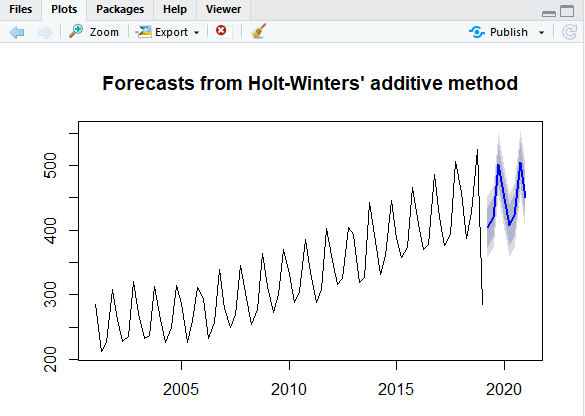 Files Plots Packages Help Viewer
Zoom Export Publish
Forecasts from Holt-Winters' additive method
500
400
300
200
2005 2010 2015 2020